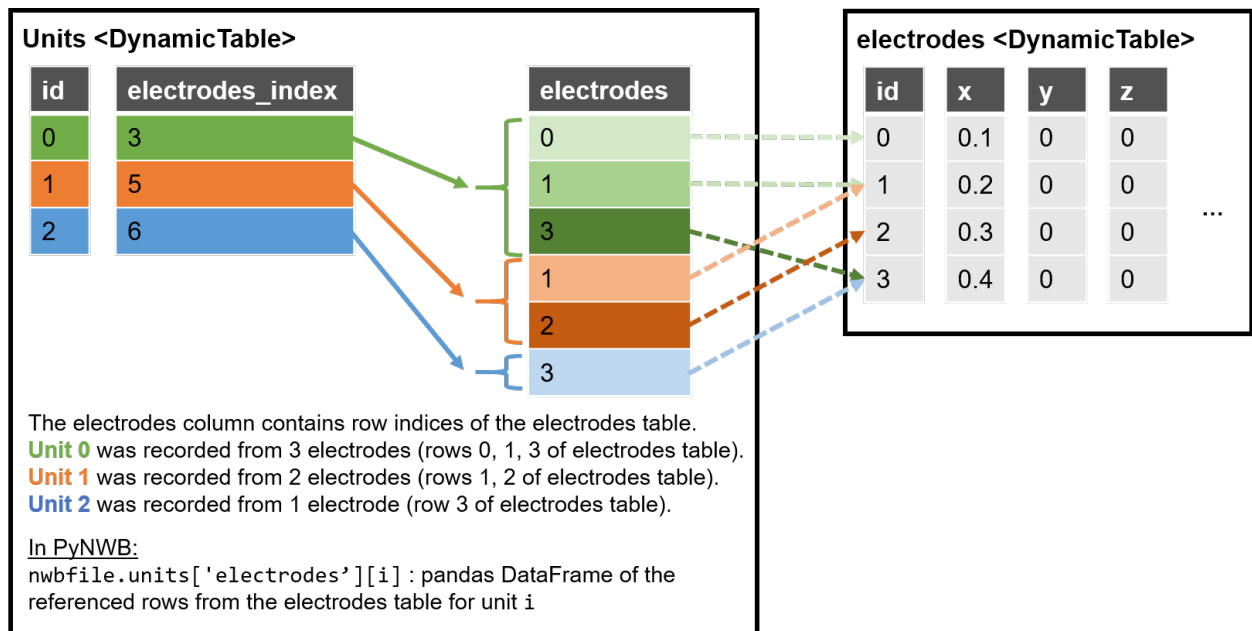 Units <DynamicTable>
id electrodes_index electrodes
0 3 0
1 5 1
2 6 3
1
2
3
The electrodes column contains row indices of the electrodes table.
Unit 0 was recorded from 3 electrodes (rows 0, 1, 3 of electrodes table).
Unit 1 was recorded from 2 electrodes (rows 1, 2 of electrodes table).
Unit 2 was recorded from 1 electrode (row 3 of electrodes table).
In PyNWB:
nwbfile.units['electrodes’][i] : pandas DataFrame of the
referenced rows from the electrodes table for unit i
electrodes <DynamicTable>
id x y z
0 0.1 0 0
1 0.2 0 0
2 0.3 0 0
3 0.4 0 0
...